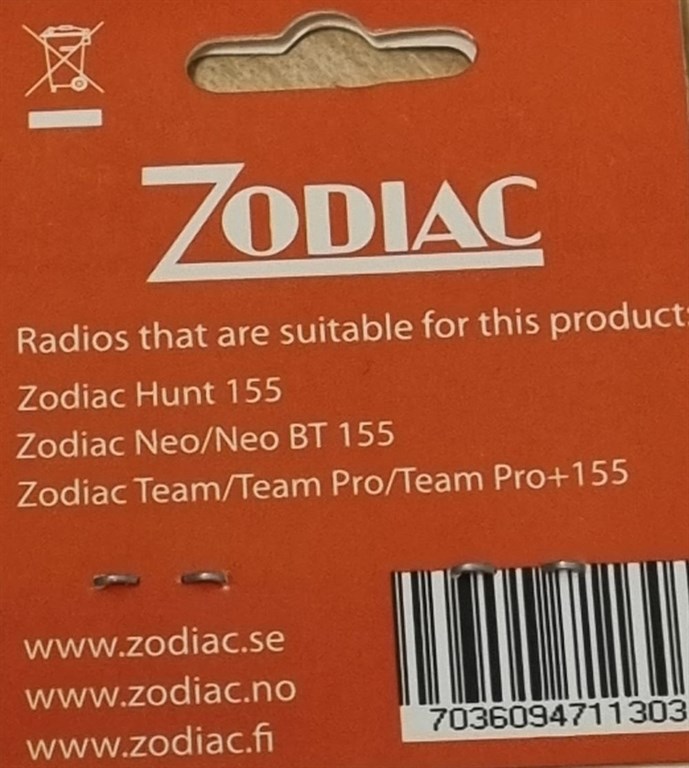 ZODIAC
Radios that are suitable for this product:
Zodiac Hunt 155
Zodiac Neo/Neo BT 155
Zodiac Team/Team Pro/Team Pro+155
www.zodiac.se
www.zodiac.no
www.zodiac.fi
7036094711303